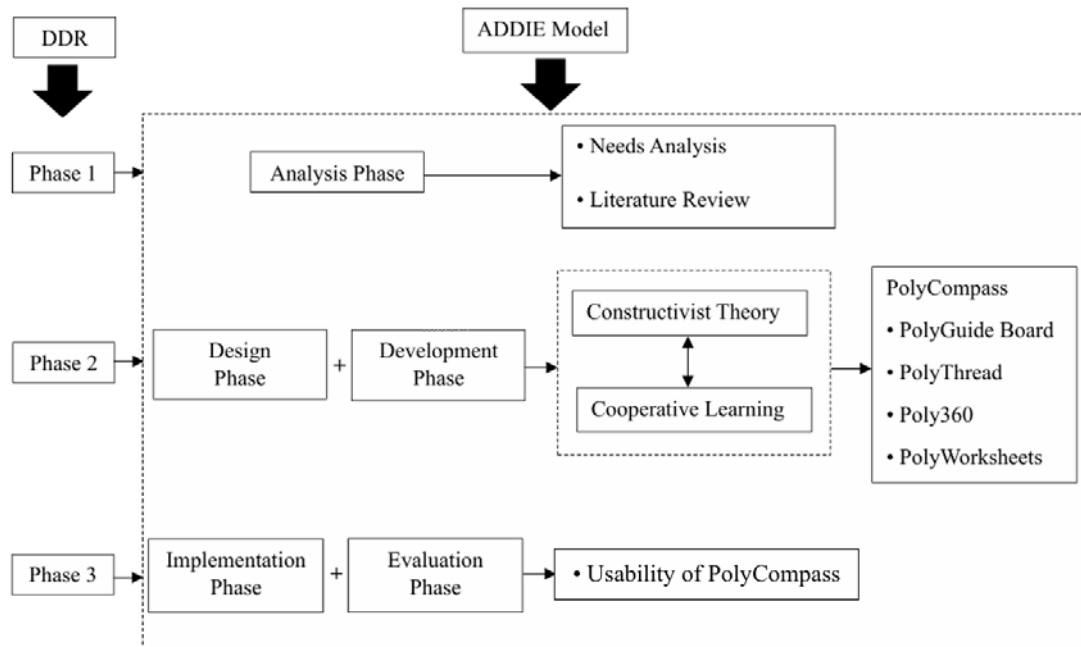 DDR
ADDIE Model
Phase 1
Analysis Phase
• Needs Analysis
• Literature Review
Phase 2
Design
Phase
+
Development
Phase
Constructivist Theory
Cooperative Learning
PolyCompass
• PolyGuide Board
• PolyThread
• Poly360
• PolyWorksheets
Phase 3
Implementation
Phase
+
Evaluation
Phase
• Usability of PolyCompass